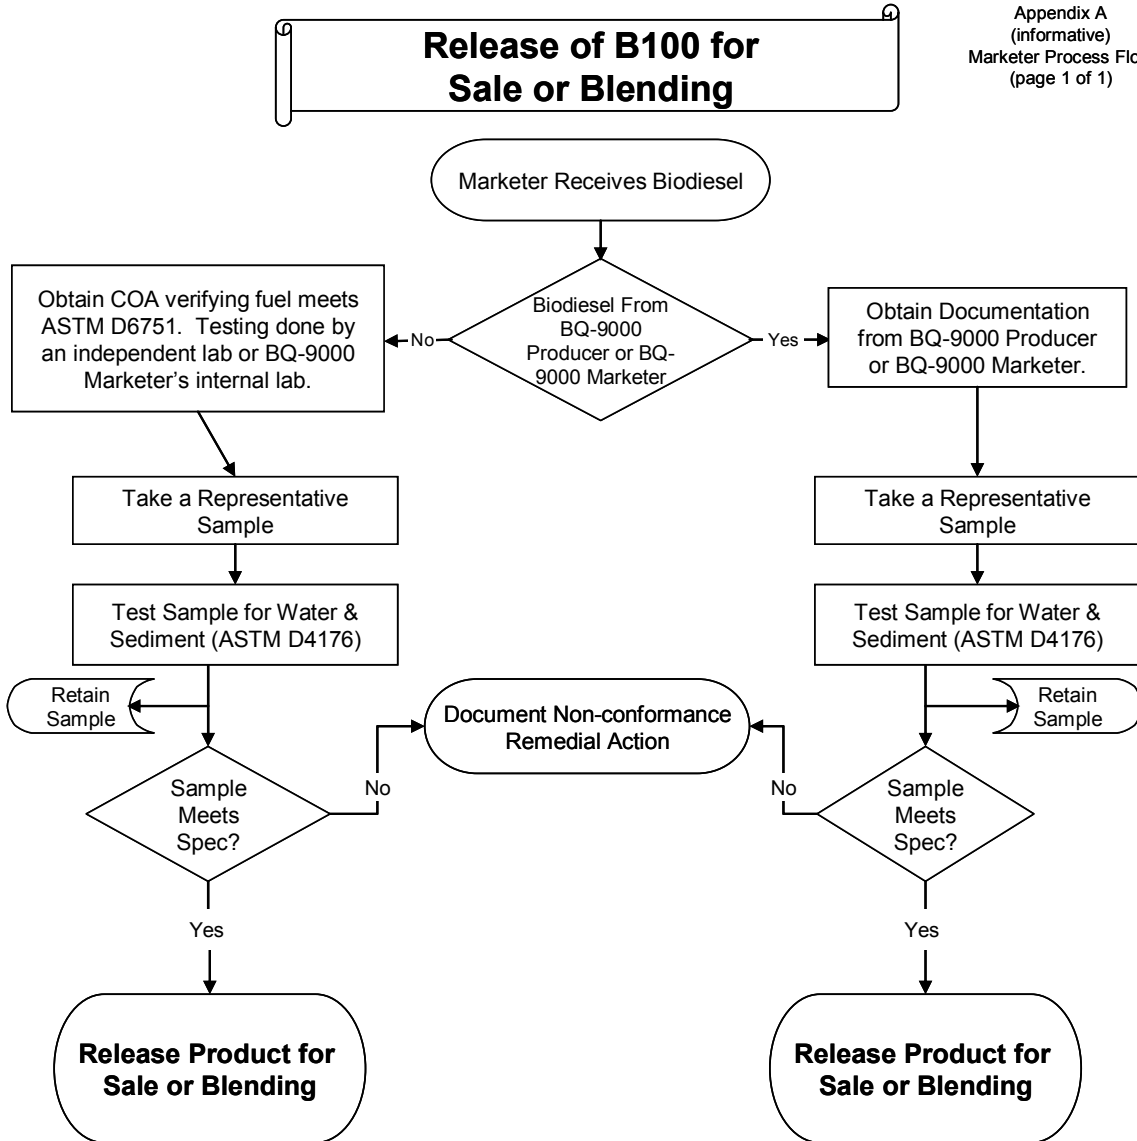 Release of B100 for
Sale or Blending
Appendix A
(informative)
Marketer Process Flo
(page 1 of 1)
Marketer Receives Biodiesel
Biodiesel From
BQ-9000
Producer or BQ-
9000 Marketer
No
Yes
Obtain COA verifying fuel meets
ASTM D6751. Testing done by
an independent lab or BQ-9000
Marketer's internal lab.
Obtain Documentation
from BQ-9000 Producer
or BQ-9000 Marketer.
Take a Representative
Sample
Take a Representative
Sample
Test Sample for Water &
Sediment (ASTM D4176)
Test Sample for Water &
Sediment (ASTM D4176)
Retain
Sample
Document Non-conformance
Remedial Action
Retain
Sample
Sample
Meets
Spec?
No
No
Sample
Meets
Spec?
Yes
Yes
Release Product for
Sale or Blending
Release Product for
Sale or Blending